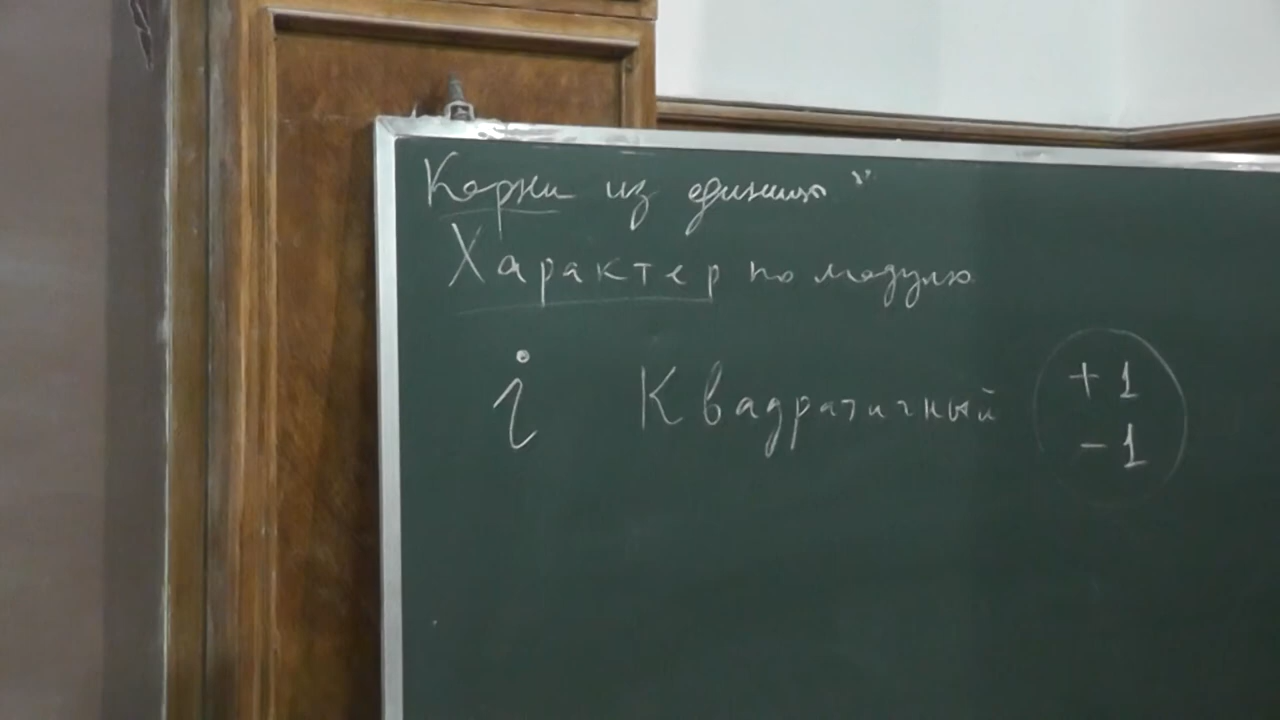 Корни из единицы
Характер по модулю
i Квадратичный +1
-1